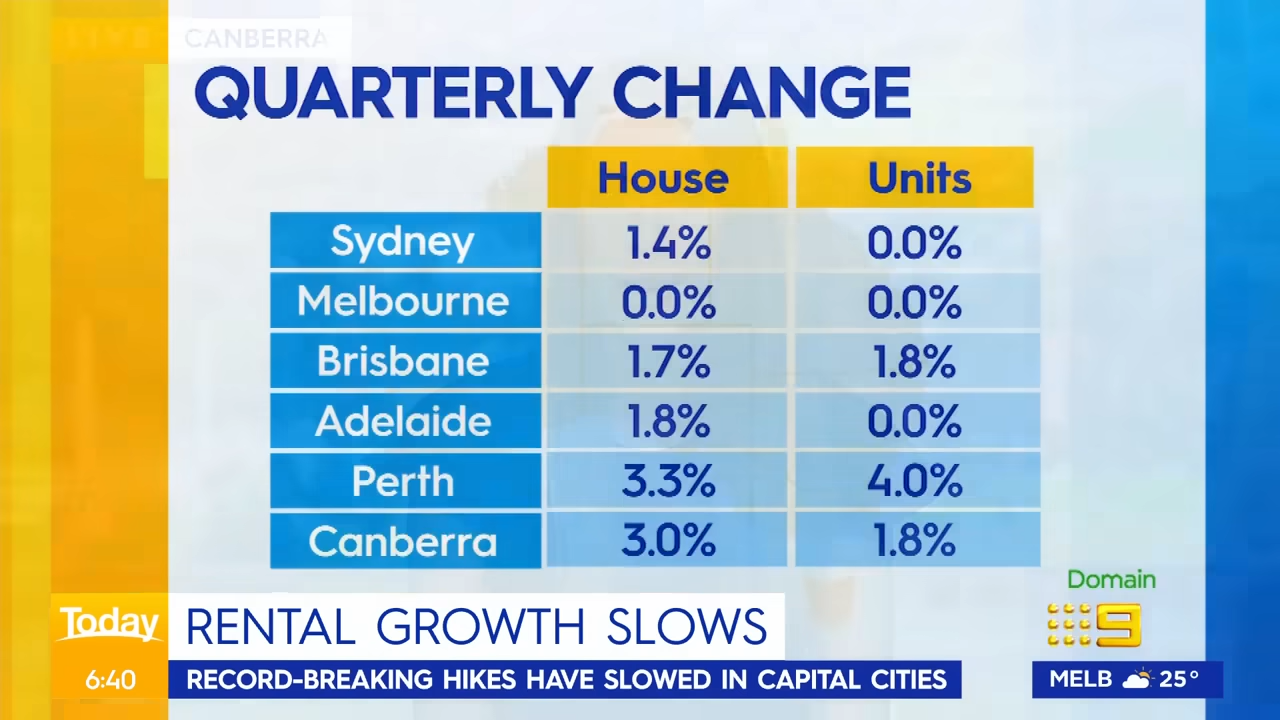 LIVE CANBERRA
QUARTERLY CHANGE
House Units
Sydney 1.4% 0.0%
Melbourne 0.0% 0.0%
Brisbane 1.7% 1.8%
Adelaide 1.8% 0.0%
Perth 3.3% 4.0%
Canberra 3.0% 1.8%
Domain
9
Today RENTAL GROWTH SLOWS
6:40 RECORD-BREAKING HIKES HAVE SLOWED IN CAPITAL CITIES MELB 25°